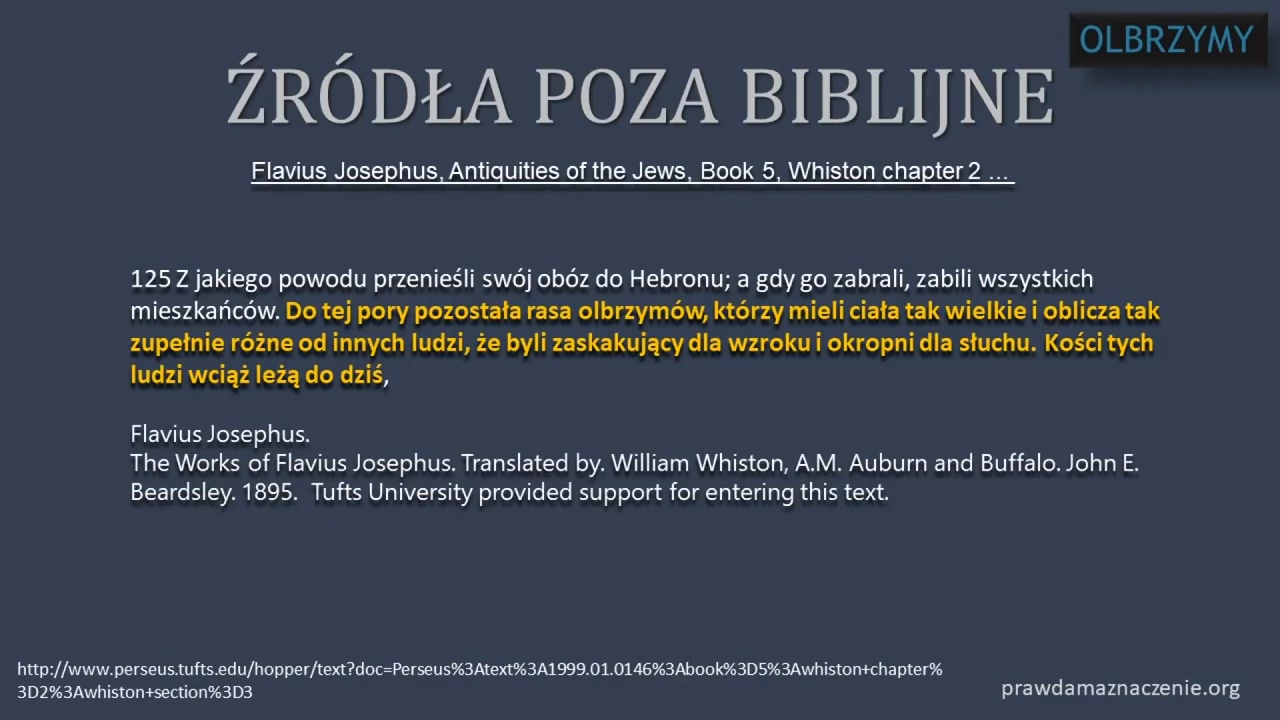 OLBRZYMY
ŹRÓDŁA POZA BIBLIJNE
Flavius Josephus, Antiquities of the Jews, Book 5, Whiston chapter 2 ...
125 Z jakiego powodu przenieśli swój obóz do Hebronu; a gdy go zabrali, zabili wszystkich
mieszkańców. Do tej pory pozostała rasa olbrzymów, którzy mieli ciała tak wielkie i oblicza tak
zupełnie różne od innych ludzi, że byli zaskakujący dla wzroku i okropni dla słuchu. Kości tych
ludzi wciąż leżą do dziś,
Flavius Josephus.
The Works of Flavius Josephus. Translated by. William Whiston, A.M. Auburn and Buffalo. John E.
Beardsley. 1895. Tufts University provided support for entering this text.
http://www.perseus.tufts.edu/hopper/text?doc=Perseus%3Atext%3A1999.01.0146%3Abook%3D5%3Awhiston+chapter%
3D2%3Awhiston+section%3D3
prawdamaznaczenie.org